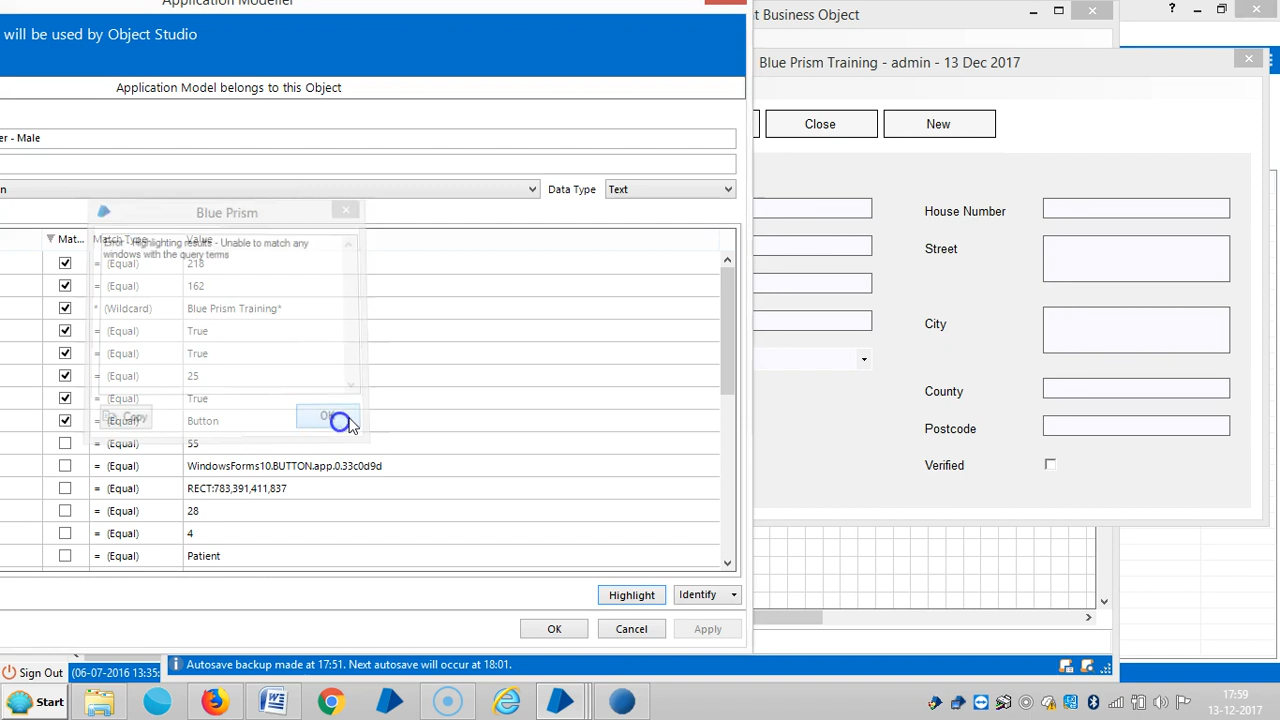 Application Modeller
will be used by Object Studio
Application Model belongs to this Object
er - Male
n
Data Type
Text
Mat...
Match Type
Value
= (Equal) 218
= (Equal) 162
* (Wildcard) Blue Prism Training*
= (Equal) True
= (Equal) True
= (Equal) 25
= (Equal) True
= (Equal) Button
= (Equal) 55
= (Equal) WindowsForms10.BUTTON.app.0.33c0d9d
= (Equal) RECT:783,391,411,837
= (Equal) 28
= (Equal) 4
= (Equal) Patient
Blue Prism
Error - Highlighting results - Unable to match any
windows with the query terms
Copy
OK
Highlight
Identify
OK
Cancel
Apply
t Business Object
Blue Prism Training - admin - 13 Dec 2017
Close
New
House Number
Street
City
County
Postcode
Verified
Sign Out
(06-07-2016 13:35:
Autosave backup made at 17:51. Next autosave will occur at 18:01.
Start
17:59
13-12-2017